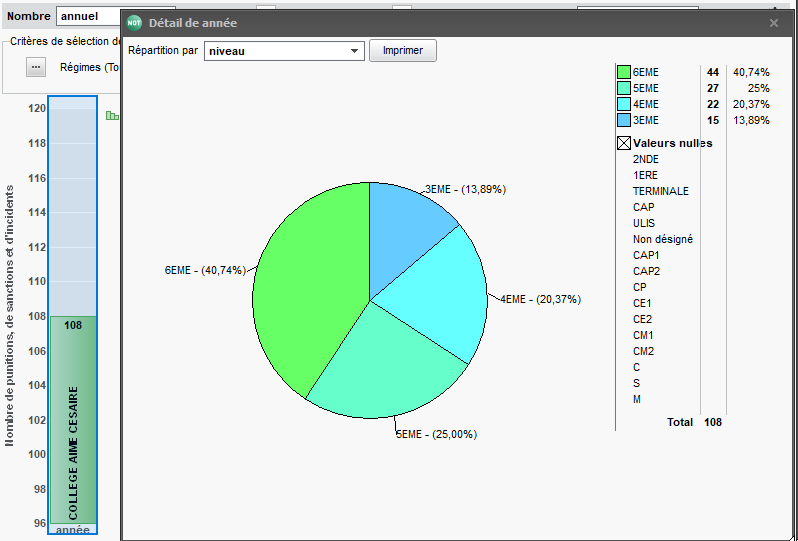 Nombre annuel
Critères de sélection de
... Régimes (To
NOT Détail de année ×
Répartition par niveau Imprimer
6EME 44 40,74%
5EME 27 25%
4EME 22 20,37%
3EME 15 13,89%
Valeurs nulles
2NDE
1ERE
TERMINALE
CAP
ULIS
Non désigné
CAP1
CAP2
CP
CE1
CE2
CM1
CM2
C
S
M
Total 108
3EME - (13,89%)
6EME - (40,74%)
4EME - (20,37%)
5EME - (25,00%)
Nombre de punitions, de sanctions et d'incidents
120
118
116
114
112
110
108
106
104
102
100
98
96
108
COLLEGE AIME CESAIRE
année